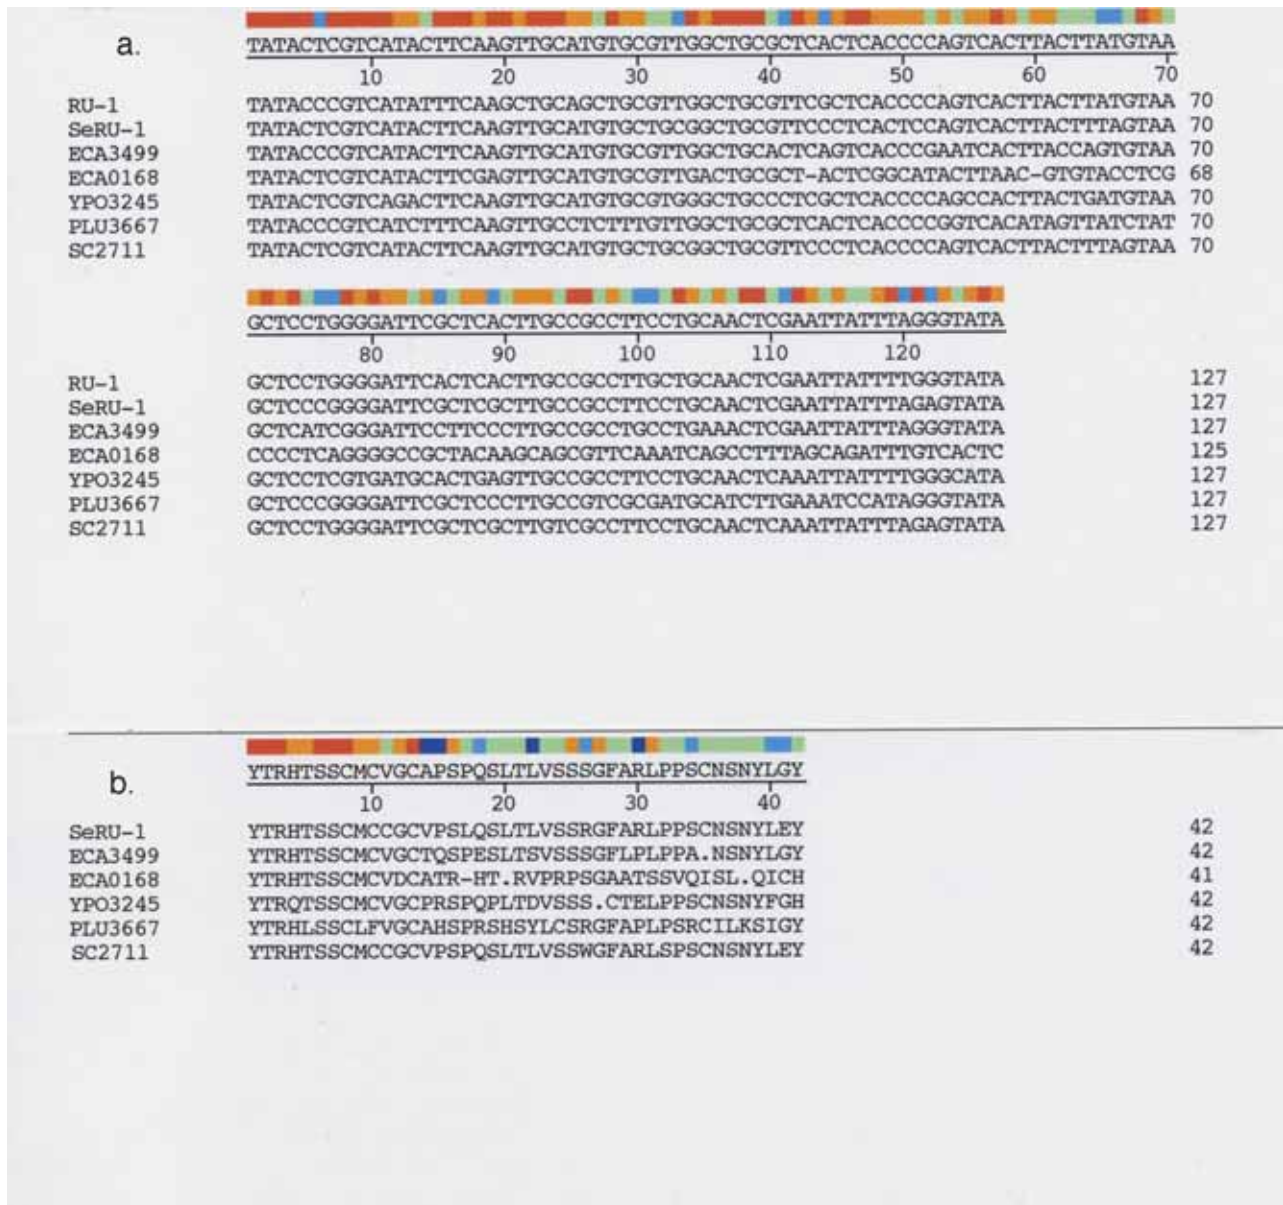 a.
TATACTCGTCATACTTCAAGTTGCATGTGCGTTGGCTGCGCTCACTCACCCCAGTCACTTACTTATGTAA
10 20 30 40 50 60 70
RU-1 TATACCCGTCATATTTCAAGCTGCAGCTGCGTTGGCTGCGTTCGCTCACCCCAGTCACTTACTTATGTAA 70
SeRU-1 TATACTCGTCATACTTCAAGTTGCATGTGCTGCGGCTGCGTTCCCTCACTCCAGTCACTTACTTTAGTAA 70
ECA3499 TATACCCGTCATACTTCAAGTTGCATGTGCGTTGGCTGCACTCAGTCACCCGAATCACTTACCAGTGTAA 70
ECA0168 TATACTCGTCATACTTCGAGTTGCATGTGCGTTGACTGCGCT-ACTCGGCATACTTAAC-GTGTACCTCG 68
YPO3245 TATACTCGTCAGACTTCAAGTTGCATGTGCGTGGGCTGCCCTCGCTCACCCCAGCCACTTACTGATGTAA 70
PLU3667 TATACCCGTCATCTTTCAAGTTGCCTCTTTGTTGGCTGCGCTCACTCACCCCGGTCACATAGTTATCTAT 70
SC2711 TATACTCGTCATACTTCAAGTTGCATGTGCTGCGGCTGCGTTCCCTCACCCCAGTCACTTACTTTAGTAA 70
GCTCCTGGGGATTCGCTCACTTGCCGCCTTCCTGCAACTCGAATTATTTAGGGTATA
80 90 100 110 120
RU-1 GCTCCTGGGGATTCACTCACTTGCCGCCTTGCTGCAACTCGAATTATTTTGGGTATA 127
SeRU-1 GCTCCCGGGGATTCGCTCGCTTGCCGCCTTCCTGCAACTCGAATTATTTAGAGTATA 127
ECA3499 GCTCATCGGGATTCCTTCCCTTGCCGCCTGCCTGAAACTCGAATTATTTAGGGTATA 127
ECA0168 CCCCTCAGGGGCCGCTACAAGCAGCGTTCAAATCAGCCTTTAGCAGATTTGTCACTC 125
YPO3245 GCTCCTCGTGATGCACTGAGTTGCCGCCTTCCTGCAACTCAAATTATTTTGGGCATA 127
PLU3667 GCTCCCGGGGATTCGCTCCCTTGCCGTCGCGATGCATCTTGAAATCCATAGGGTATA 127
SC2711 GCTCCTGGGGATTCGCTCGCTTGTCGCCTTCCTGCAACTCAAATTATTTAGAGTATA 127
b.
YTRHTSSCMCVGCAPSPQSLTLVSSSGFARLPPSCNSNYLGY
10 20 30 40
SeRU-1 YTRHTSSCMCCGCVPSLQSLTLVSSRGFARLPPSCNSNYLEY 42
ECA3499 YTRHTSSCMCVGCTQSPESLTSVSSSGFLPLPPA.NSNYLGY 42
ECA0168 YTRHTSSCMCVDCATR-HT.RVPRPSGAATSSVQISL.QICH 41
YPO3245 YTRQTSSCMCVGCPRSPQPLTDVSSS.CTELPPSCNSNYFGH 42
PLU3667 YTRHLSSCLFVGCAHSPRSHSYLCSRGFAPLPSRCILKSIGY 42
SC2711 YTRHTSSCMCCGCVPSPQSLTLVSSWGFARLSPSCNSNYLEY 42